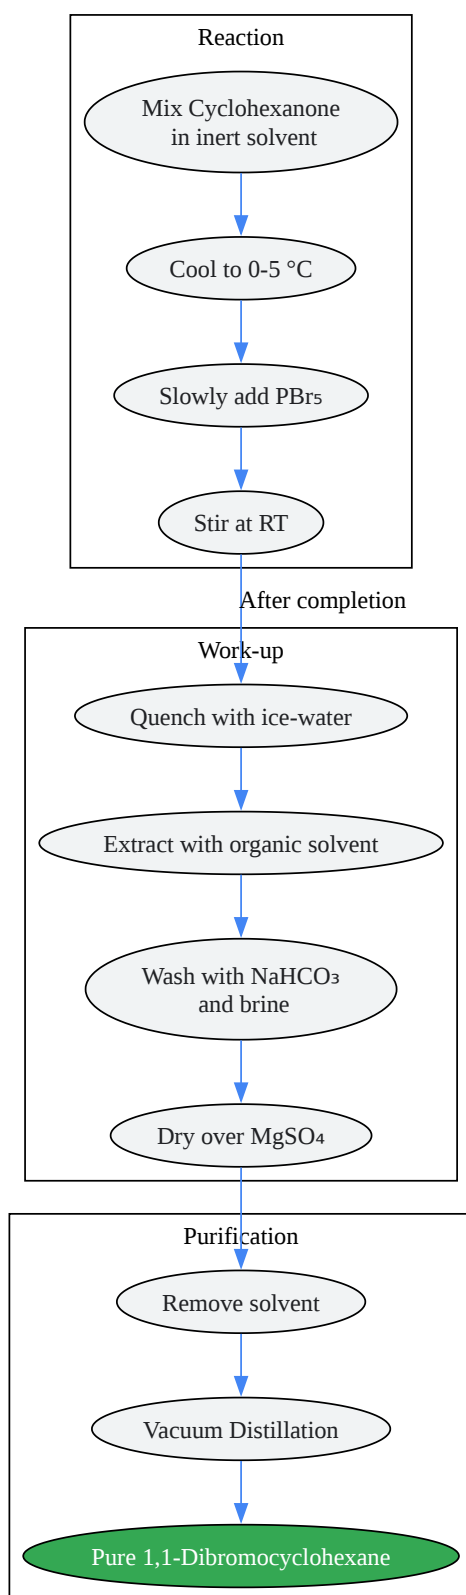 Reaction
Mix Cyclohexanone
in inert solvent
Cool to 0-5 °C
Slowly add PBr₅
Stir at RT
After completion
Work-up
Quench with ice-water
Extract with organic solvent
Wash with NaHCO₃
and brine
Dry over MgSO₄
Purification
Remove solvent
Vacuum Distillation
Pure 1,1-Dibromocyclohexane